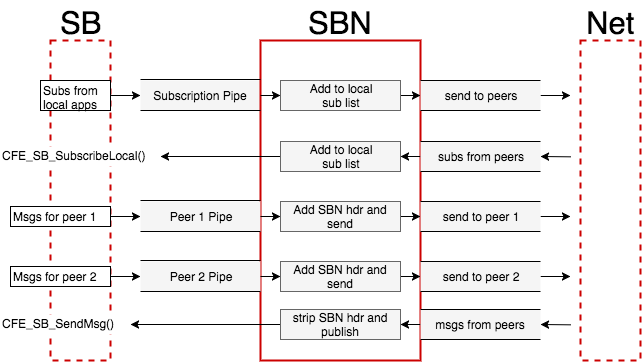 SB SBN Net
Subs from
local apps
Subscription Pipe
Add to local
sub list
send to peers
CFE_SB_SubscribeLocal()
Add to local
sub list
subs from peers
Msgs for peer 1
Peer 1 Pipe
Add SBN hdr and
send
send to peer 1
Msgs for peer 2
Peer 2 Pipe
Add SBN hdr and
send
send to peer 2
CFE_SB_SendMsg()
strip SBN hdr and
publish
msgs from peers